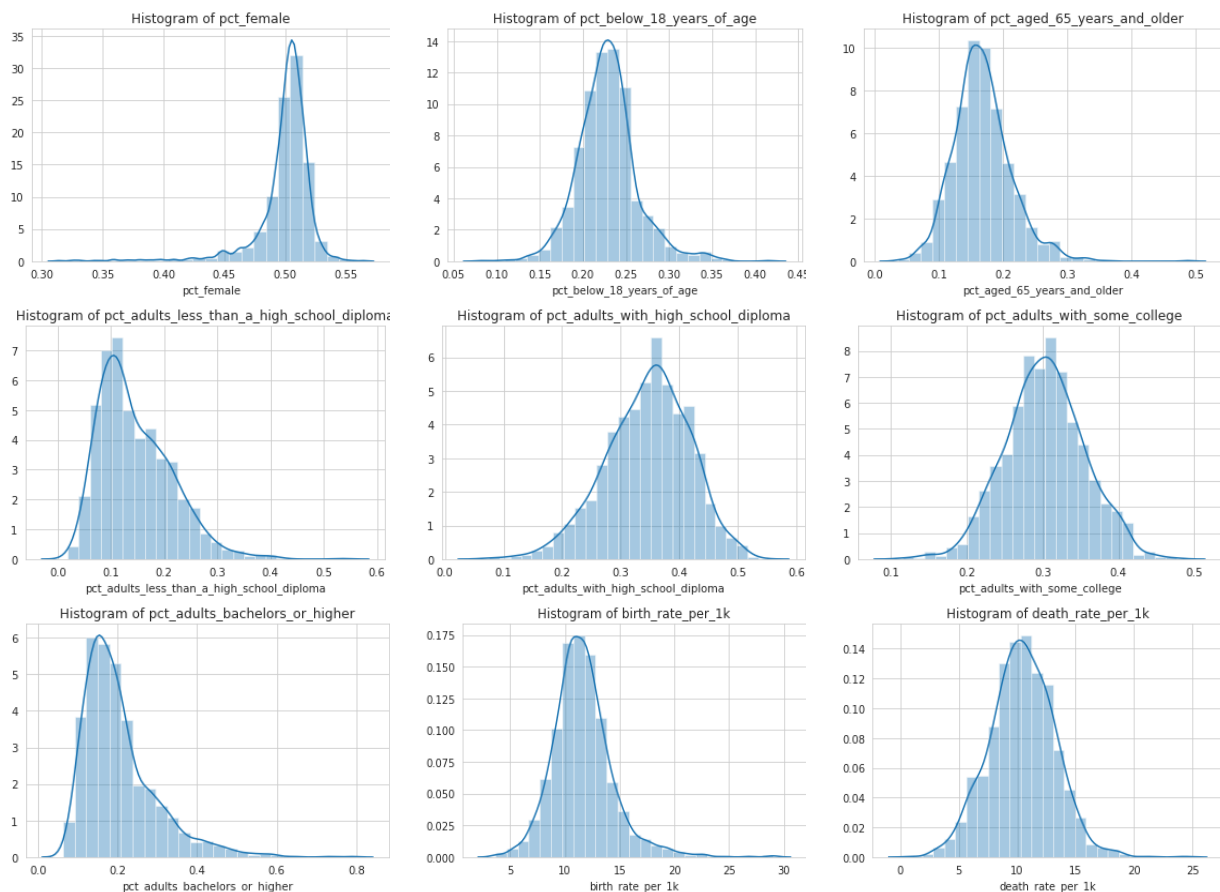 Histogram of pct_female
35
30
25
20
15
10
5
0
0.30 0.35 0.40 0.45 0.50 0.55
pct_female
Histogram of pct_below_18_years_of_age
14
12
10
8
6
4
2
0
0.05 0.10 0.15 0.20 0.25 0.30 0.35 0.40 0.45
pct_below_18_years_of_age
Histogram of pct_aged_65_years_and_older
10
8
6
4
2
0
0.0 0.1 0.2 0.3 0.4 0.5
pct_aged_65_years_and_older
Histogram of pct_adults_less_than_a_high_school_diploma
7
6
5
4
3
2
1
0
0.0 0.1 0.2 0.3 0.4 0.5 0.6
pct_adults_less_than_a_high_school_diploma
Histogram of pct_adults_with_high_school_diploma
6
5
4
3
2
1
0
0.0 0.1 0.2 0.3 0.4 0.5 0.6
pct_adults_with_high_school_diploma
Histogram of pct_adults_with_some_college
8
7
6
5
4
3
2
1
0
0.1 0.2 0.3 0.4 0.5
pct_adults_with_some_college
Histogram of pct_adults_bachelors_or_higher
6
5
4
3
2
1
0
0.0 0.2 0.4 0.6 0.8
pct_adults_bachelors_or_higher
Histogram of birth_rate_per_1k
0.175
0.150
0.125
0.100
0.075
0.050
0.025
0.000
5 10 15 20 25 30
birth_rate_per_1k
Histogram of death_rate_per_1k
0.14
0.12
0.10
0.08
0.06
0.04
0.02
0.00
0 5 10 15 20 25
death_rate_per_1k